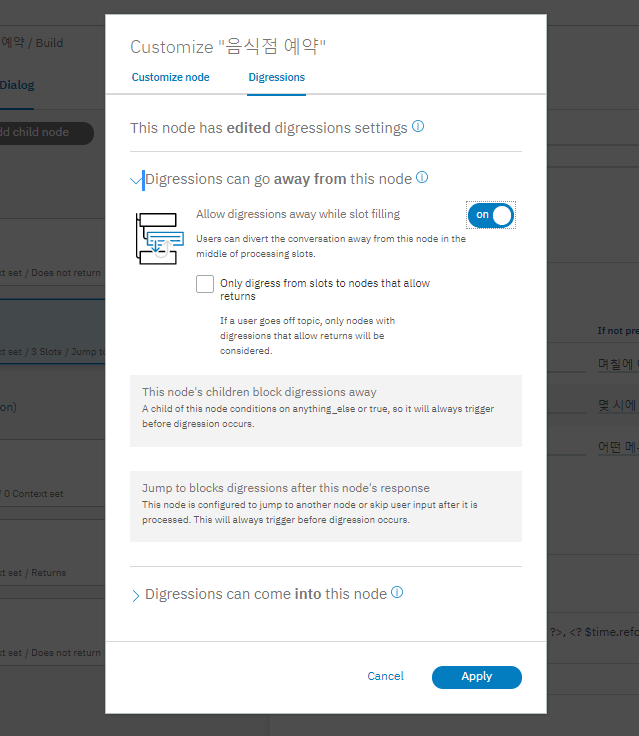 예약 / Build
Dialog
dd child node
ct set / Does not return
ct set / 3 Slots / Jump to
on)
/ 0 Context set
ct set / Returns
ct set / Does not return
Customize "음식점 예약"
Customize node
Digressions
This node has edited digressions settings
Digressions can go away from this node
Allow digressions away while slot filling
on
Users can divert the conversation away from this node in the
middle of processing slots.
Only digress from slots to nodes that allow
returns
If a user goes off topic, only nodes with
digressions that allow returns will be
considered.
This node's children block digressions away
A child of this node conditions on anything_else or true, so it will always trigger
before digression occurs.
Jump to blocks digressions after this node's response
This node is configured to jump to another node or skip user input after it is
processed. This will always trigger before digression occurs.
Digressions can come into this node
Cancel
Apply
If not pre
며칠에
몇 시에
어떤
?>, <? $time.refo